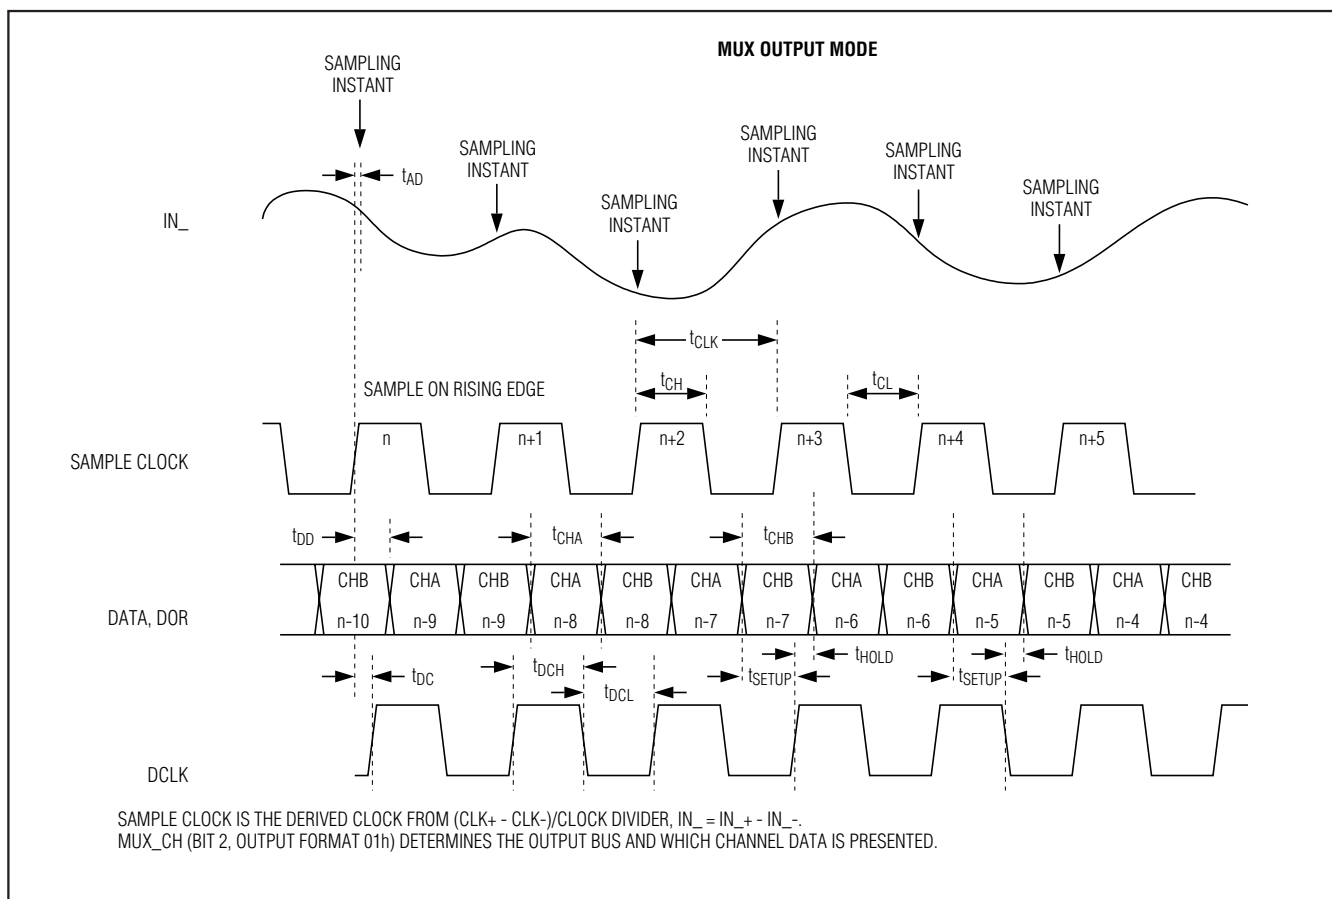 MUX OUTPUT MODE
SAMPLING
INSTANT
SAMPLING
INSTANT
SAMPLING
INSTANT
SAMPLING
INSTANT
SAMPLING
INSTANT
SAMPLING
INSTANT
tAD
IN_
tCLK
tCH
tCL
SAMPLE ON RISING EDGE
n
n+1
n+2
n+3
n+4
n+5
SAMPLE CLOCK
tDD
tCHA
tCHB
CHB CHA CHB CHA CHB CHA CHB CHA CHB CHA CHB CHA CHB
DATA, DOR
n-10 n-9 n-9 n-8 n-8 n-7 n-7 n-6 n-6 n-5 n-5 n-4 n-4
tDC
tDCH
tDCL
tSETUP
tHOLD
tSETUP
tHOLD
DCLK
SAMPLE CLOCK IS THE DERIVED CLOCK FROM (CLK+ - CLK-)/CLOCK DIVIDER, IN_ = IN_+ - IN_-.
MUX_CH (BIT 2, OUTPUT FORMAT 01h) DETERMINES THE OUTPUT BUS AND WHICH CHANNEL DATA IS PRESENTED.